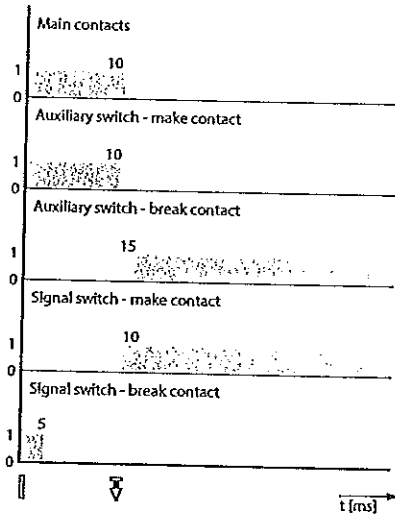 Main contacts
10
1
0
Auxiliary switch - make contact
10
1
0
Auxiliary switch - break contact
15
1
0
Signal switch - make contact
10
1
0
Signal switch - break contact
5
1
0
t [ms]